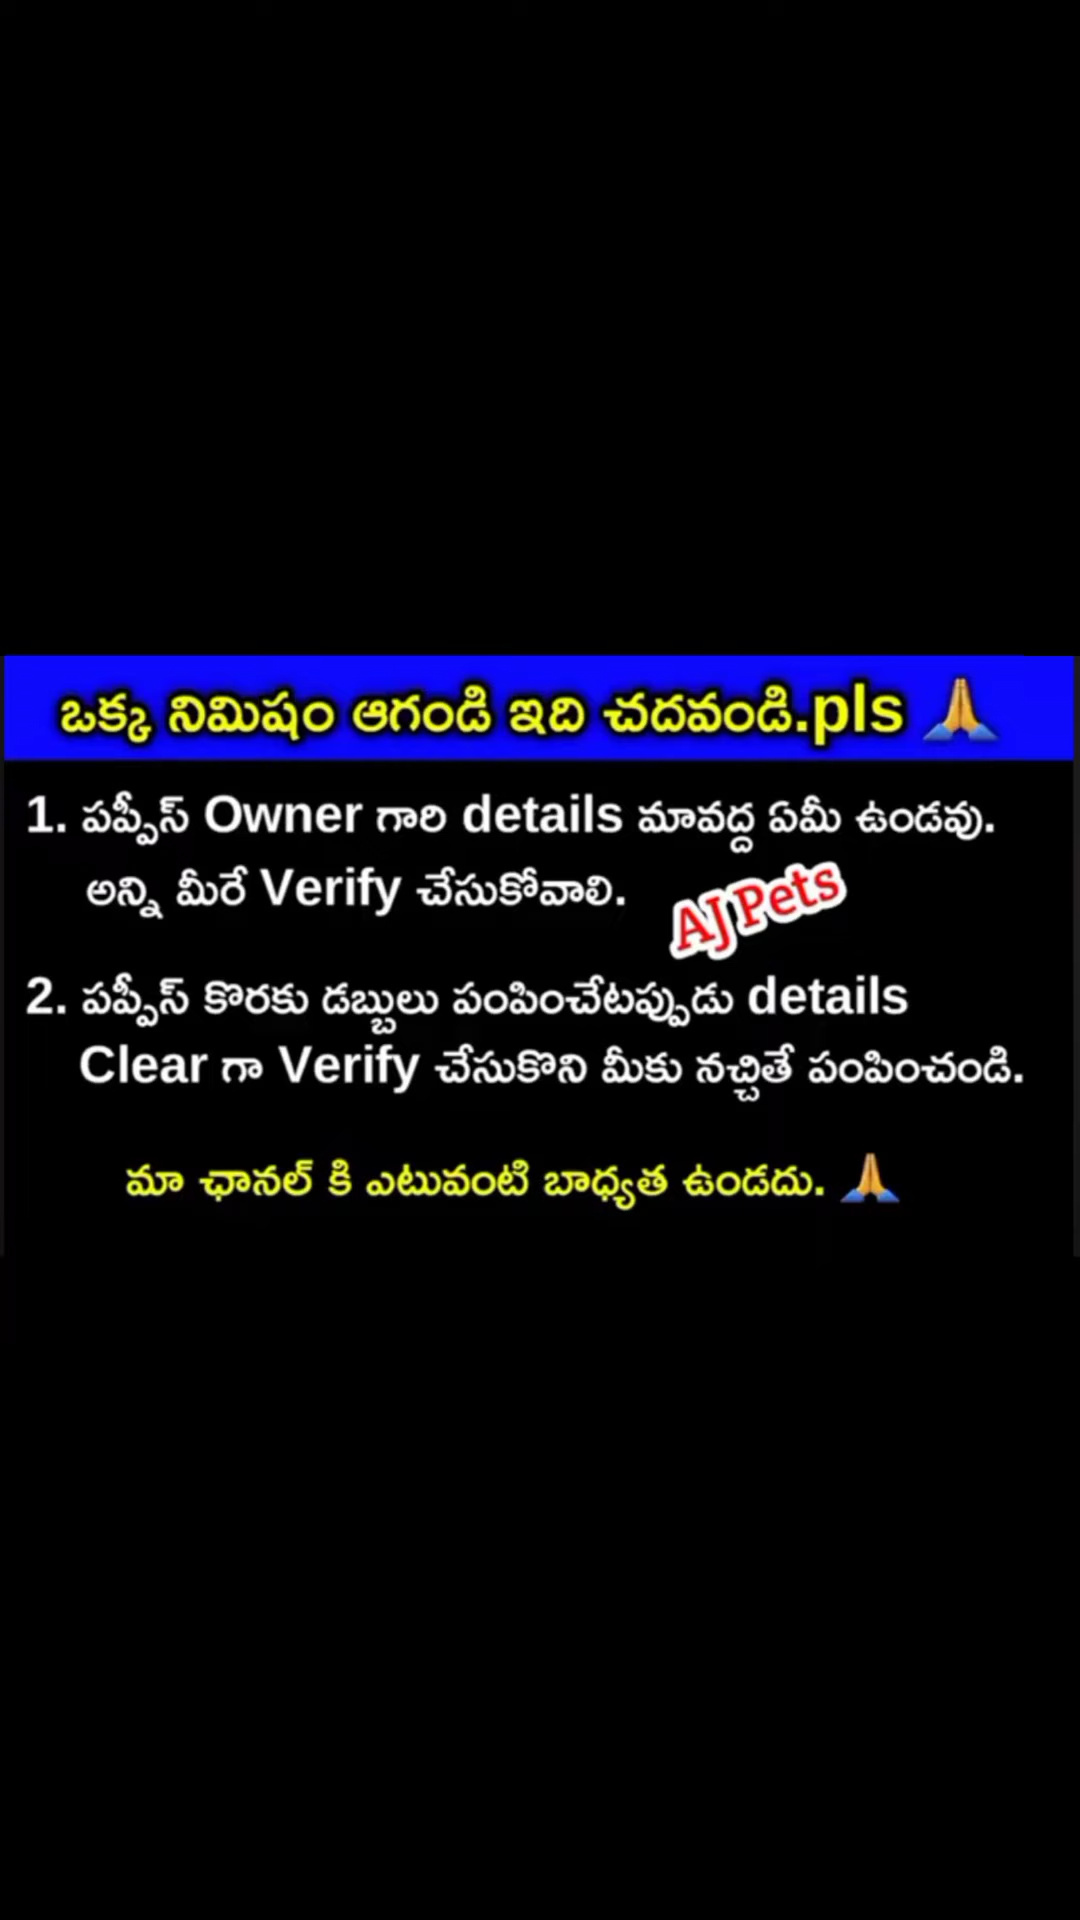 ఒక్క నిమిషం ఆగండి ఇది చదవండి.pls 🙏
1. పప్పీస్ Owner గారి details మావద్ద ఏమీ ఉండవు.
అన్ని మీరే Verify చేసుకోవాలి.
AJ Pets
2. పప్పీస్ కొరకు డబ్బులు పంపించేటప్పుడు details
Clear గా Verify చేసుకొని మీకు నచ్చితే పంపించండి.
మా ఛానల్ కి ఎటువంటి బాధ్యత ఉండదు. 🙏